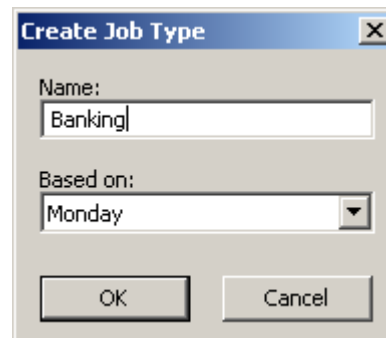 Create Job Type
Name:
Banking
Based on:
Monday
OK Cancel